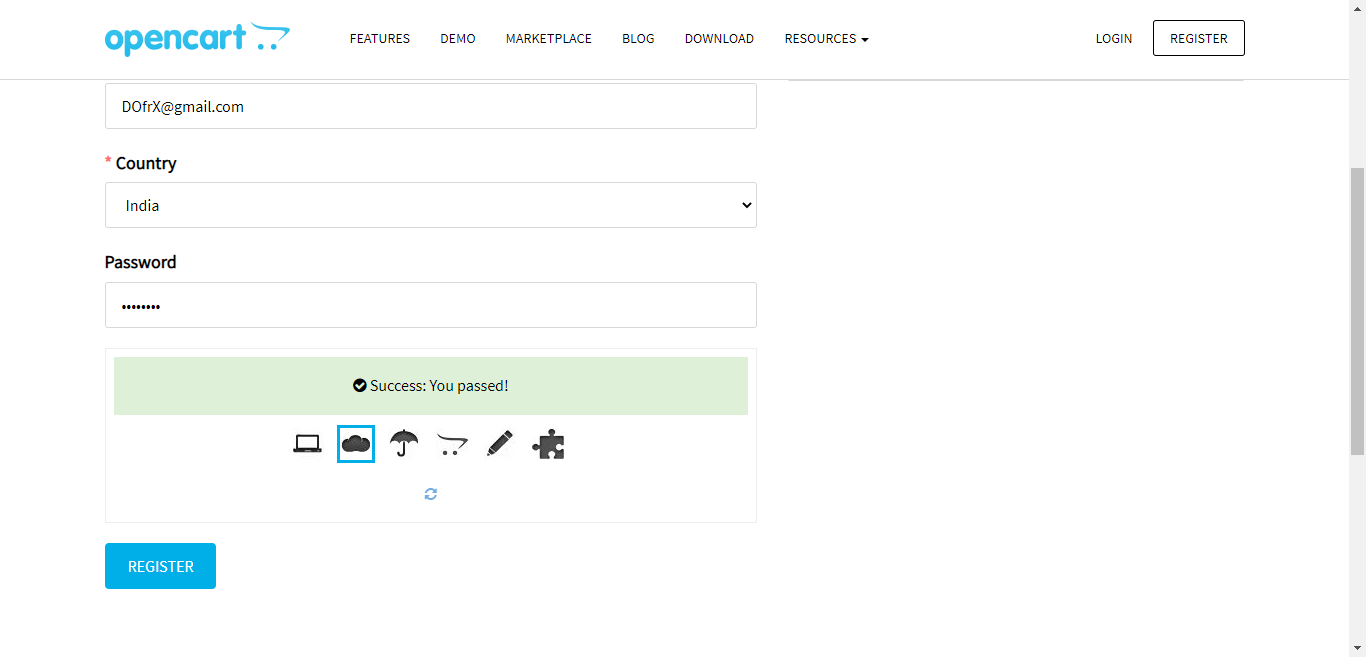 opencart FEATURES DEMO MARKETPLACE BLOG DOWNLOAD RESOURCES LOGIN REGISTER
DOfrX@gmail.com
* Country
India
Password
••••••••
Success: You passed!
REGISTER